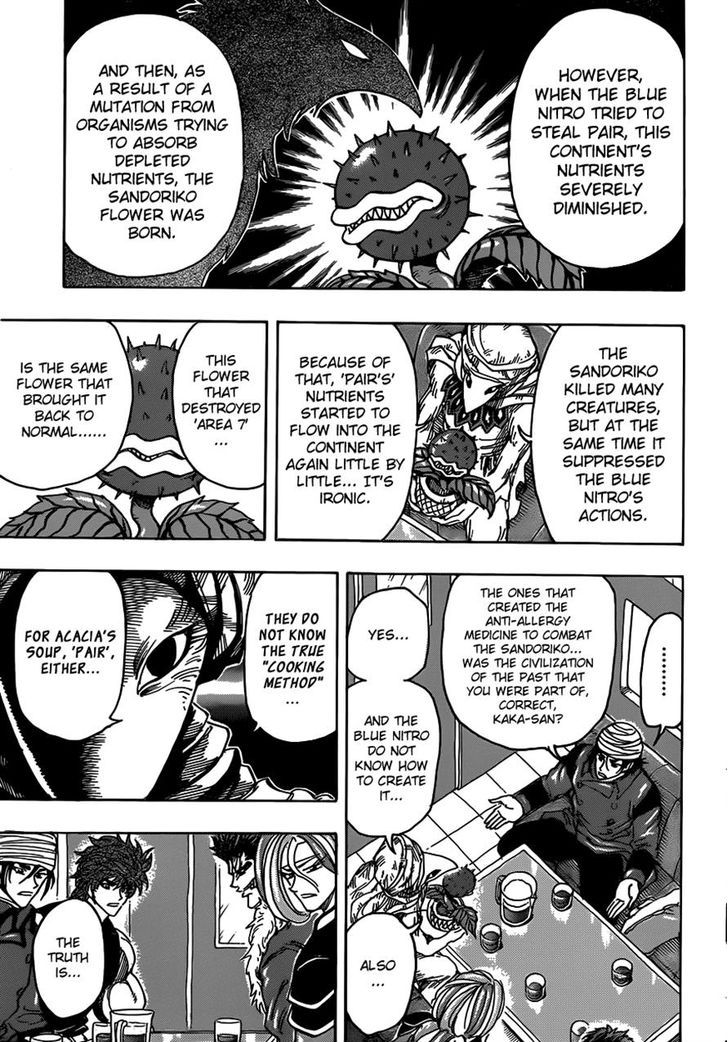 HOWEVER,
WHEN THE BLUE
NITRO TRIED TO
STEAL PAIR, THIS
CONTINENT'S
NUTRIENTS
SEVERELY
DIMINISHED.
AND THEN, AS
A RESULT OF A
MUTATION FROM
ORGANISMS TRYING
TO ABSORB
DEPLETED
NUTRIENTS, THE
SANDORIKO
FLOWER WAS
BORN.
THE
SANDORIKO
KILLED MANY
CREATURES,
BUT AT THE
SAME TIME IT
SUPPRESSED
THE BLUE
NITRO'S
ACTIONS.
BECAUSE OF
THAT, 'PAIR'S'
NUTRIENTS
STARTED TO
FLOW INTO THE
CONTINENT
AGAIN LITTLE BY
LITTLE... IT'S
IRONIC.
THIS
FLOWER THAT
DESTROYED
'AREA 7'
...
IS THE SAME
FLOWER THAT
BROUGHT IT
BACK TO
NORMAL......
.........
THE ONES THAT
CREATED THE
ANTI-ALLERGY
MEDICINE TO COMBAT
THE SANDORIKO...
WAS THE CIVILIZATION
OF THE PAST THAT
YOU WERE PART OF,
CORRECT,
KAKA-SAN?
YES...
AND THE
BLUE NITRO
DO NOT
KNOW HOW
TO CREATE
IT...
ALSO
...
THEY DO
NOT KNOW
THE TRUE
"COOKING
METHOD"
...
FOR ACACIA'S
SOUP, 'PAIR',
EITHER...
THE
TRUTH
IS...